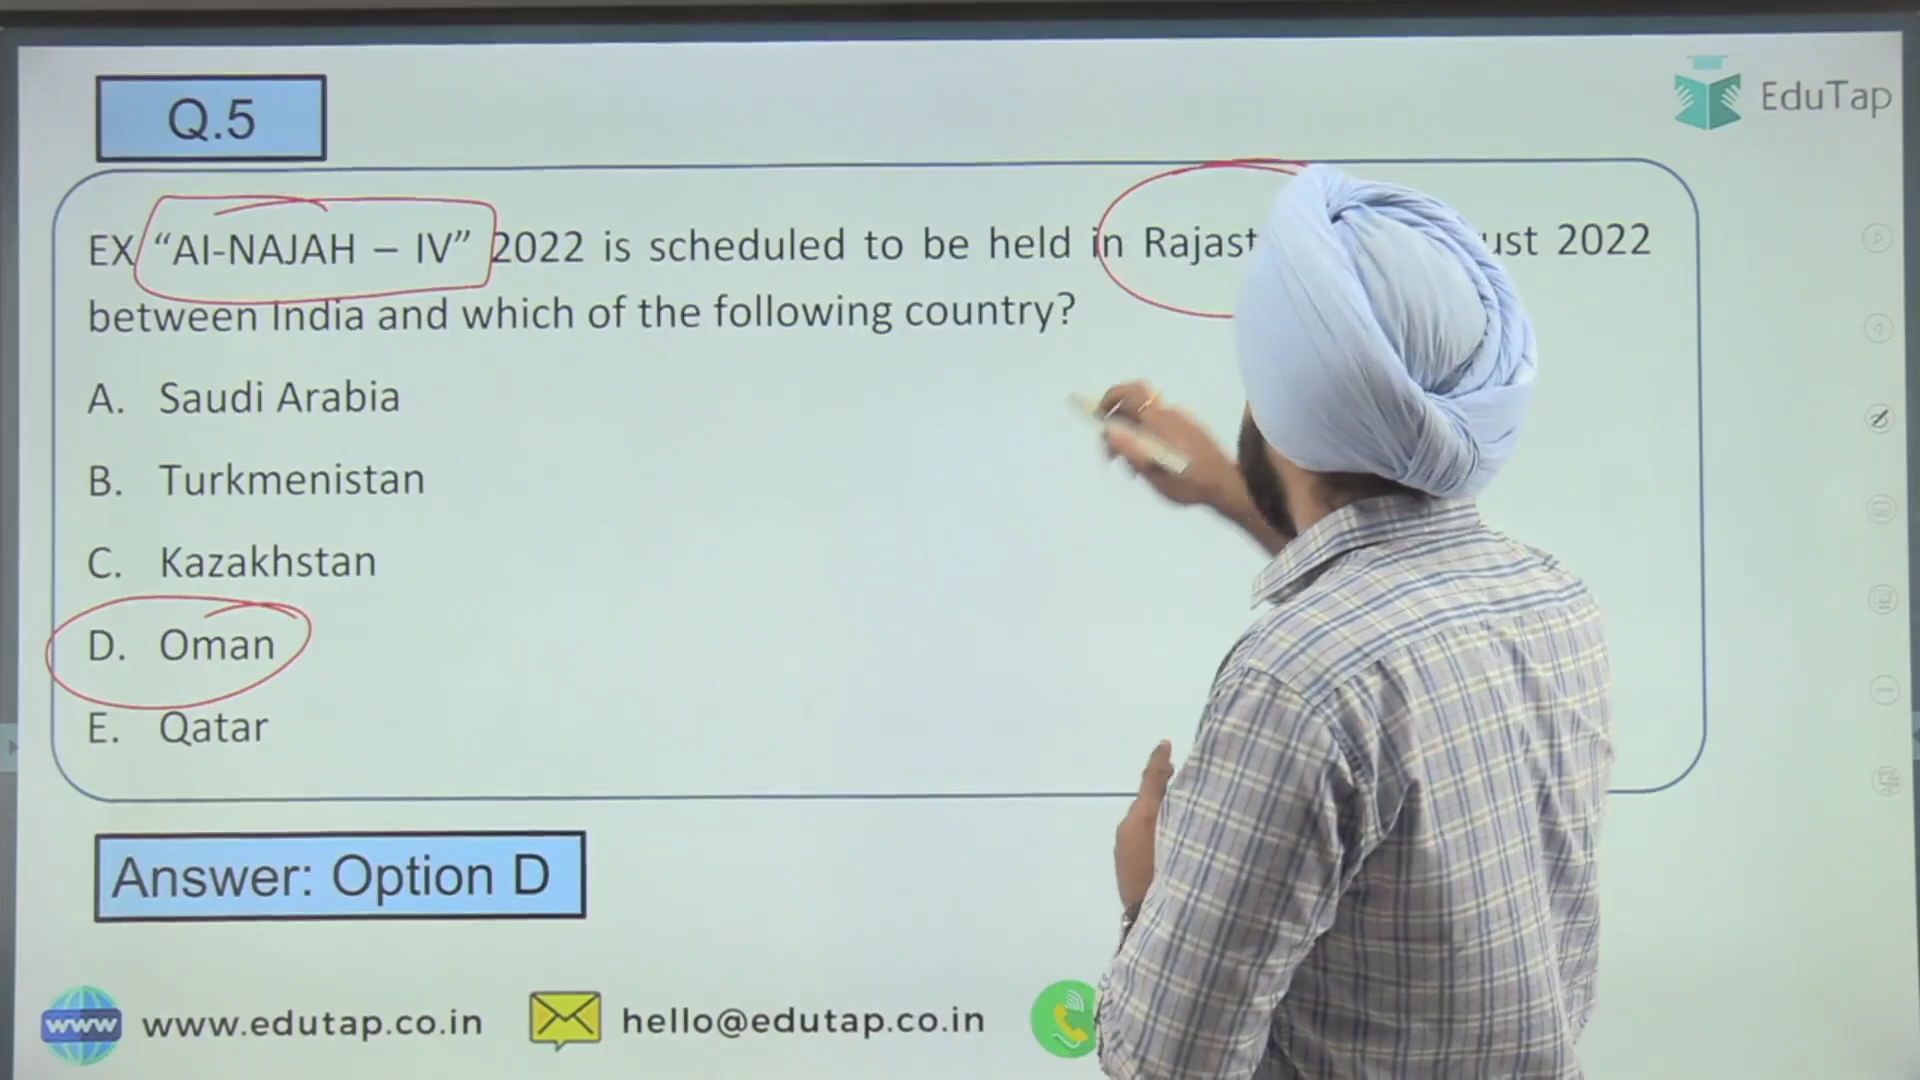 Q.5
EduTap
EX “AI-NAJAH – IV” 2022 is scheduled to be held in 2022
between India and which of the following country?
A. Saudi Arabia
B. Turkmenistan
C. Kazakhstan
D. Oman
E. Qatar
Answer: Option D
www www.edutap.co.in hello@edutap.co.in